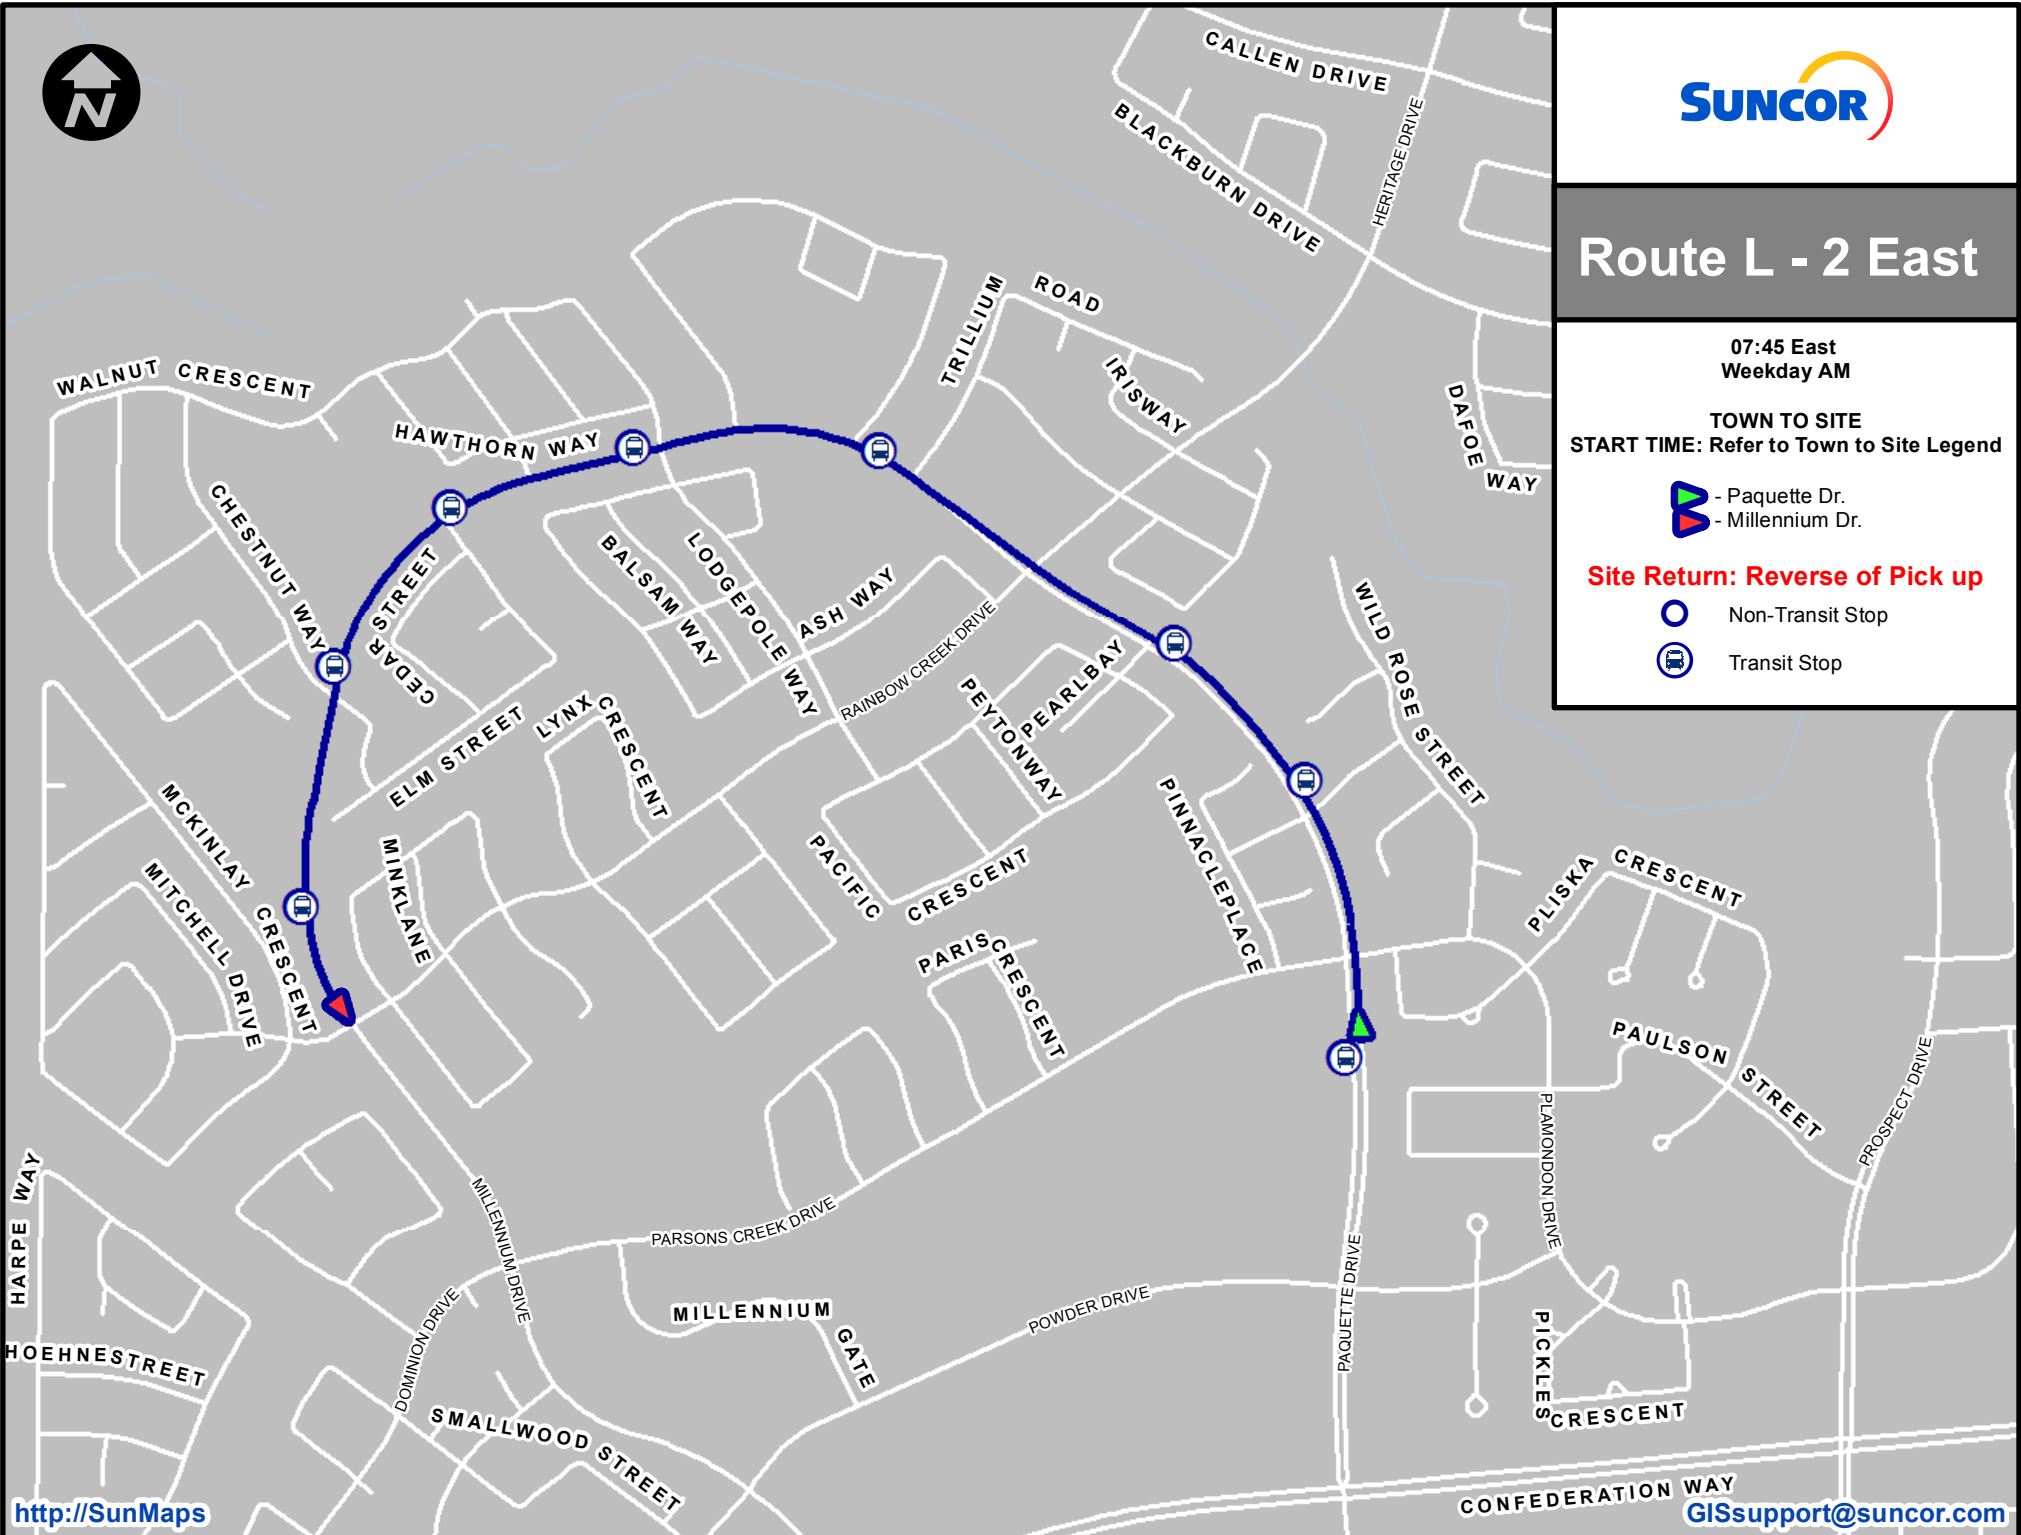 N
SUNCOR
Route L - 2 East
07:45 East
Weekday AM
TOWN TO SITE
START TIME: Refer to Town to Site Legend
- Paquette Dr.
- Millennium Dr.
Site Return: Reverse of Pick up
Non-Transit Stop
Transit Stop
CALLEN DRIVE
BLACKBURN DRIVE
HERITAGE DRIVE
TRILLIUM ROAD
IRISWAY
DAFOE WAY
WALNUT CRESCENT
HAWTHORN WAY
CHESTNUT WAY
CEDAR STREET
BALSAM WAY
LODGEPOLE WAY
ASH WAY
RAINBOW CREEK DRIVE
WILD ROSE STREET
PEARLBAY
PEYTONWAY
ELM STREET
LYNX CRESCENT
MCKINLAY CRESCENT
MITCHELL DRIVE
MINKLANE
PACIFIC CRESCENT
PINNACLEPLACE
PARIS CRESCENT
PLISKA CRESCENT
PAULSON STREET
PLAMONDON DRIVE
PROSPECT DRIVE
HARPE WAY
MILLENNIUM DRIVE
PARSONS CREEK DRIVE
DOMINION DRIVE
MILLENNIUM GATE
POWDER DRIVE
PAQUETTE DRIVE
PICKLES CRESCENT
HOEHNESTREET
SMALLWOOD STREET
CONFEDERATION WAY
http://SunMaps
GISsupport@suncor.com